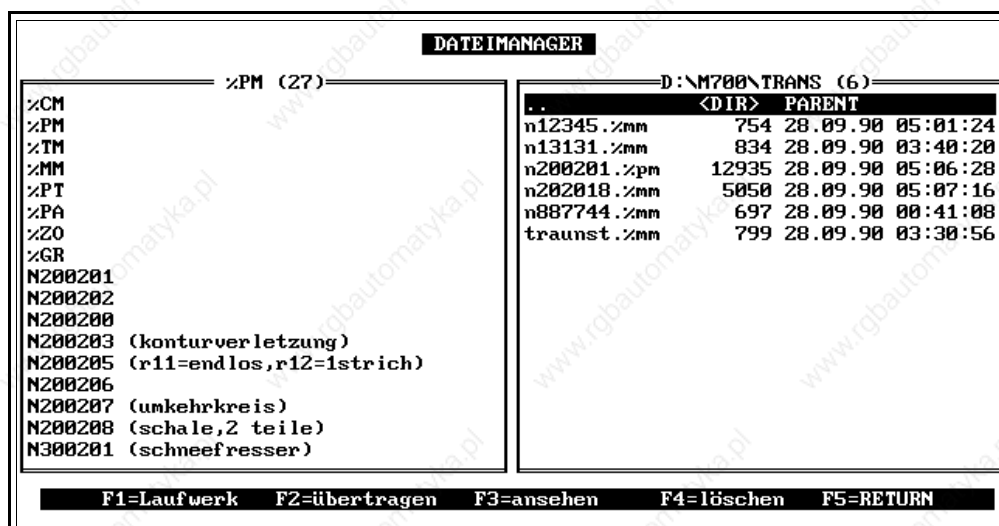 DATEIMANAGER
%PM (27)
%CM
%PM
%TM
%MM
%PT
%PA
%ZO
%GR
N200201
N200202
N200200
N200203 (konturverletzung)
N200205 (r11=endlos,r12=1strich)
N200206
N200207 (umkehrkreis)
N200208 (schale,2 teile)
N300201 (schneefresser)
D:\M700\TRANS (6)
.. <DIR> PARENT
n12345.%mm 754 28.09.90 05:01:24
n13131.%mm 834 28.09.90 03:40:20
n200201.%pm 12935 28.09.90 05:06:28
n202018.%mm 5050 28.09.90 05:07:16
n887744.%mm 697 28.09.90 00:41:08
traunst.%mm 799 28.09.90 03:30:56
F1=Laufwerk F2=übertragen F3=ansehen F4=löschen F5=RETURN
www.rgbautomatyka.pl